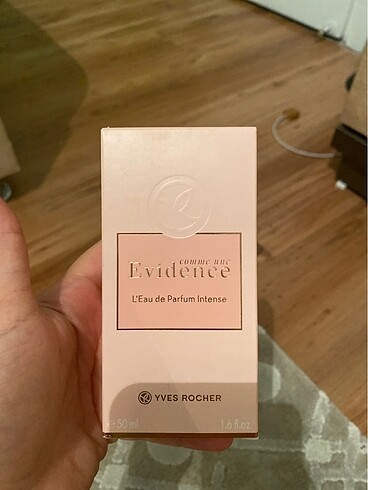 comme une
Evidence
L'Eau de Parfum Intense
YVES ROCHER
℮ 50 ml 1.6 fl.oz.